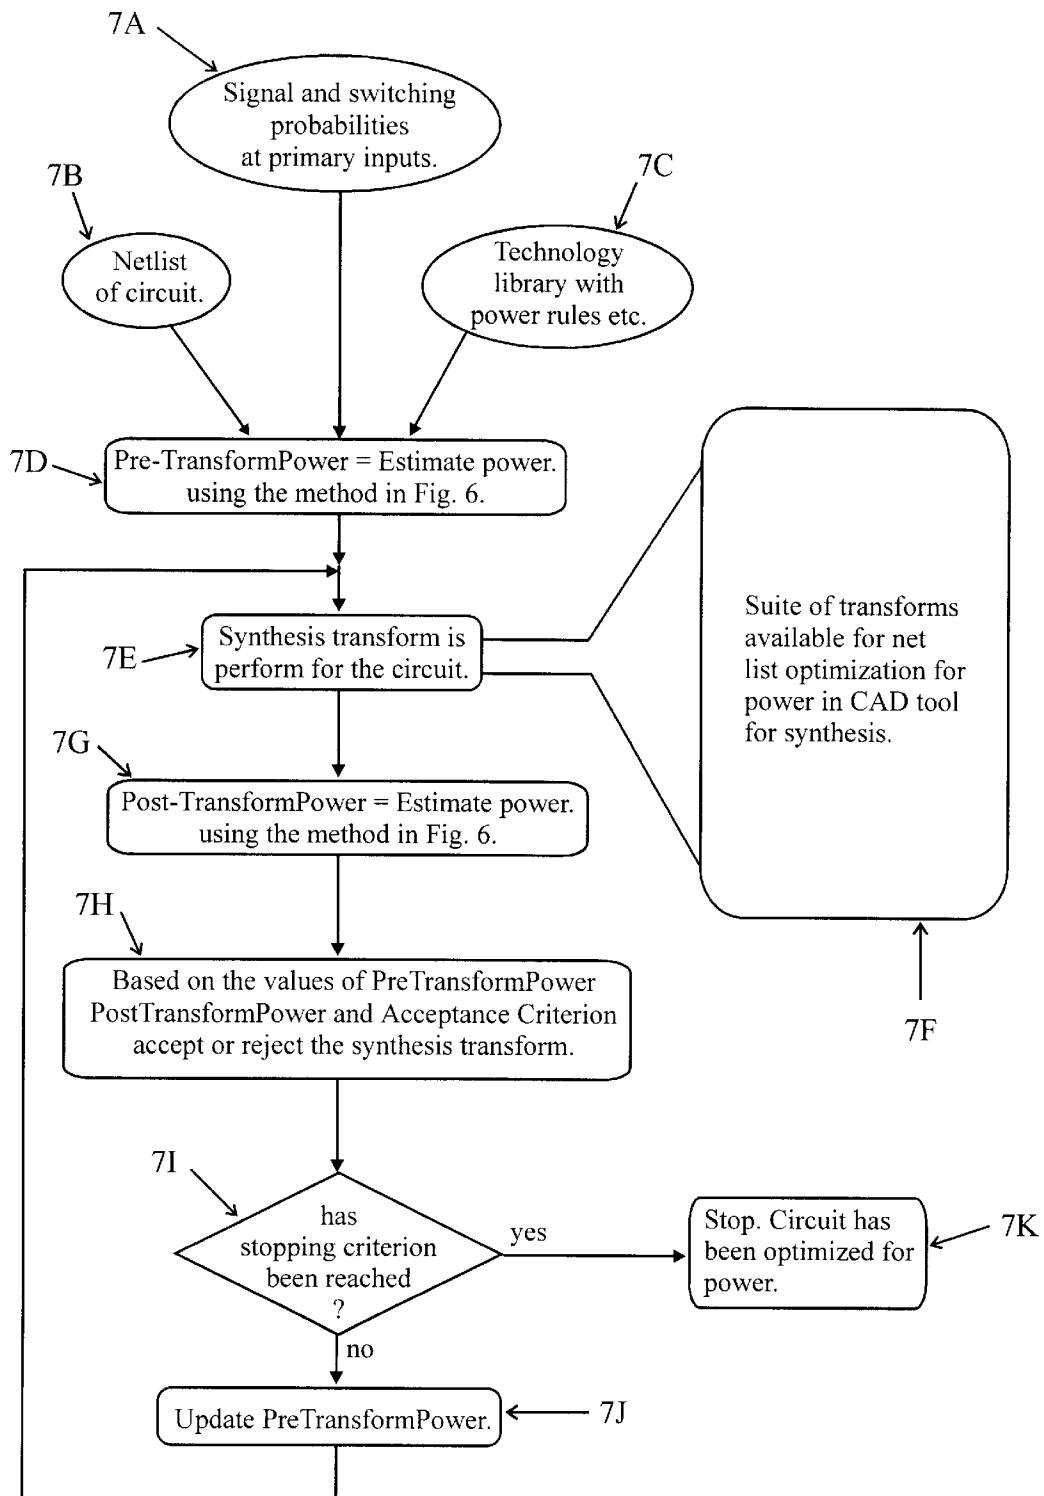 7A
Signal and switching
probabilities
at primary inputs.
7B
Netlist
of circuit.
7C
Technology
library with
power rules etc.
7D
Pre-TransformPower = Estimate power.
using the method in Fig. 6.
7E
Synthesis transform is
perform for the circuit.
Suite of transforms
available for net
list optimization for
power in CAD tool
for synthesis.
7F
7G
Post-TransformPower = Estimate power.
using the method in Fig. 6.
7H
Based on the values of PreTransformPower
PostTransformPower and Acceptance Criterion
accept or reject the synthesis transform.
7I
has
stopping criterion
been reached
?
yes
Stop. Circuit has
been optimized for
power.
7K
no
Update PreTransformPower.
7J